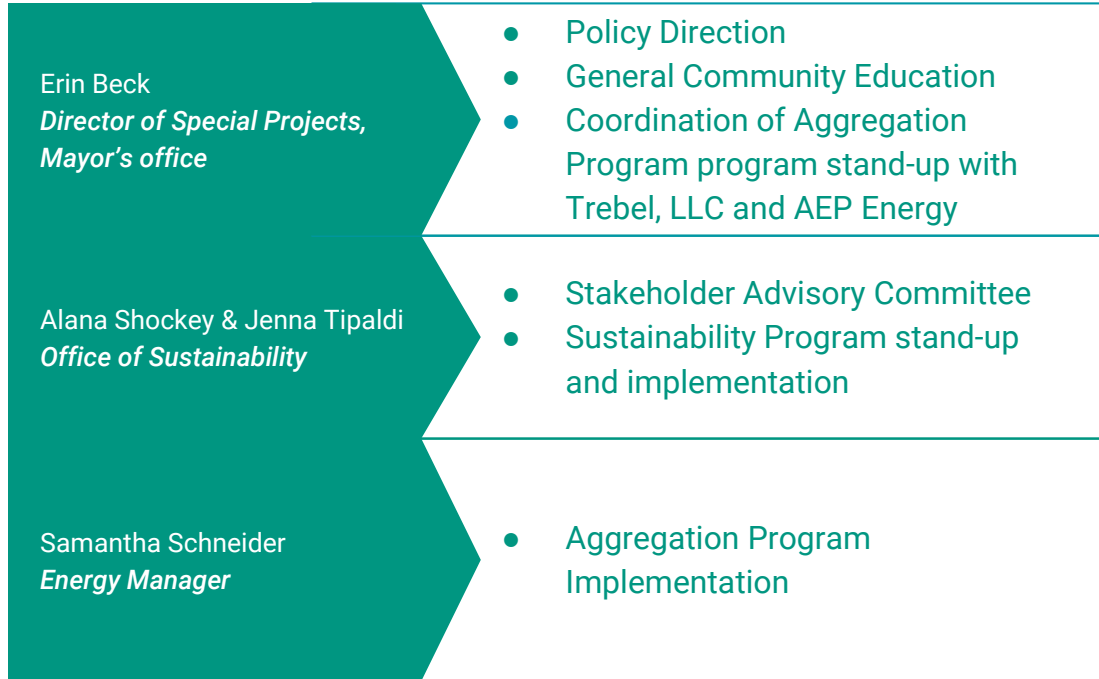 Erin Beck
Director of Special Projects,
Mayor's office
● Policy Direction
● General Community Education
● Coordination of Aggregation
Program program stand-up with
Trebel, LLC and AEP Energy
Alana Shockey & Jenna Tipaldi
Office of Sustainability
● Stakeholder Advisory Committee
● Sustainability Program stand-up
and implementation
Samantha Schneider
Energy Manager
● Aggregation Program
Implementation